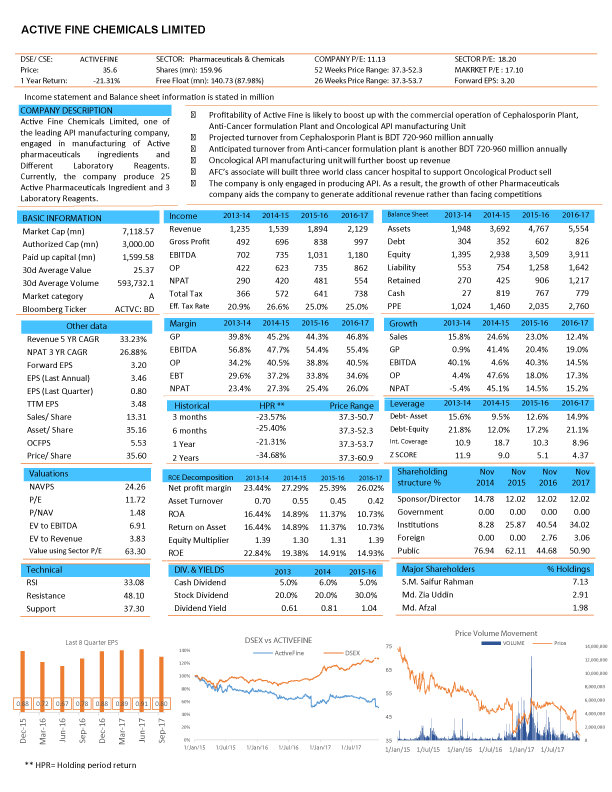 ACTIVE FINE CHEMICALS LIMITED
DSE/ CSE: ACTIVEFINE SECTOR: Pharmaceuticals & Chemicals COMPANY P/E: 11.13 SECTOR P/E: 18.20
Price: 35.6 Shares (mn): 159.96 52 Weeks Price Range: 37.3-52.3 MAKRKET P/E : 17.10
1 Year Return: -21.31% Free Float (mn): 140.73 (87.98%) 26 Weeks Price Range: 37.3-53.7 Forward EPS: 3.20
Income statement and Balance sheet information is stated in million
COMPANY DESCRIPTION
Active Fine Chemicals Limited, one of
the leading API manufacturing company,
engaged in manufacturing of Active
pharmaceuticals ingredients and
Different Laboratory Reagents.
Currently, the company produce 25
Active Pharmaceutical Ingredient and 3
Laboratory Reagents.
Profitability of Active Fine is likely to boost up with the commercial operation of Cephalosporin Plant,
Anti-Cancer formulation Plant and Oncological API manufacturing Unit
Projected turnover from Cephalosporin Plant is BDT 720-960 million annually
Anticipated turnover from Anti-cancer formulation plant is another BDT 720-960 million annually
Oncological API manufacturing unit will further boost up revenue
AFC's associate will built three world class cancer hospital to support Oncological Product sell
The company is only engaged in producing API. As a result, the growth of other Pharmaceuticals
company aids the company to generate additional revenue rather than facing competitions
BASIC INFORMATION
Market Cap (mn) 7,118.57
Authorized Cap (mn) 3,000.00
Paid up capital (mn) 1,599.58
30d Average Value 25.37
30d Average Volume 593,732.1
Market category A
Bloomberg Ticker ACTVC: BD
Income 2013-14 2014-15 2015-16 2016-17
Revenue 1,235 1,539 1,894 2,129
Gross Profit 492 696 838 997
EBITDA 702 735 1,031 1,180
OP 422 623 735 862
NPAT 290 420 481 554
Total Tax 366 572 641 738
Eff. Tax Rate 20.9% 26.6% 25.0% 25.0%
Balance Sheet 2013-14 2014-15 2015-16 2016-17
Assets 1,948 3,692 4,767 5,554
Debt 304 352 602 826
Equity 1,395 2,938 3,509 3,911
Liability 553 754 1,258 1,642
Retained 270 425 906 1,217
Cash 27 819 767 779
PPE 1,024 1,460 2,035 2,760
Other data
Revenue 5 YR CAGR 33.23%
NPAT 3 YR CAGR 26.88%
Forward EPS 3.20
EPS (Last Annual) 3.46
EPS (Last Quarter) 0.80
TTM EPS 3.48
Sales/ Share 13.31
Asset/ Share 35.16
OCFPS 5.53
Price/ Share 35.60
Margin 2013-14 2014-15 2015-16 2016-17
GP 39.8% 45.2% 44.3% 46.8%
EBITDA 56.8% 47.7% 54.4% 55.4%
OP 34.2% 40.5% 38.8% 40.5%
EBT 29.6% 37.2% 33.8% 34.6%
NPAT 23.4% 27.3% 25.4% 26.0%
Growth 2013-14 2014-15 2015-16 2016-17
Sales 15.8% 24.6% 23.0% 12.4%
GP 0.9% 41.4% 20.4% 19.0%
EBITDA 40.1% 4.6% 40.3% 14.5%
OP 4.4% 47.6% 18.0% 17.3%
NPAT -5.4% 45.1% 14.5% 15.2%
Historical HPR ** Price Range
3 months -23.57% 37.3-50.7
6 months -25.40% 37.3-52.3
1 Year -21.31% 37.3-53.7
2 Year -34.68% 37.3-60.9
Leverage 2013-14 2014-15 2015-16 2016-17
Debt- Asset 15.6% 9.5% 12.6% 14.9%
Debt-Equity 21.8% 12.0% 17.2% 21.1%
Int. Coverage 10.9 18.7 10.3 8.96
Z SCORE 11.9 9.0 5.1 4.37
Valuations
NAVPS 24.26
P/E 11.72
P/NAV 1.48
EV to EBITDA 6.91
EV to Revenue 3.83
Value using Sector P/E 63.30
ROE Decomposition 2013-14 2014-15 2015-16 2016-17
Net profit margin 23.44% 27.29% 25.39% 26.02%
Asset Turnover 0.70 0.55 0.45 0.42
ROA 16.44% 14.89% 11.37% 10.73%
Return on Asset 16.44% 14.89% 11.37% 10.73%
Equity Multiplier 1.39 1.30 1.31 1.39
ROE 22.84% 19.38% 14.91% 14.93%
Shareholding structure % Nov 2014 Nov 2015 Nov 2016 Nov 2017
Sponsor/Director 14.78 12.02 12.02 12.02
Government 0.00 0.00 0.00 0.00
Institutions 8.28 25.87 40.54 34.02
Foreign 0.00 0.00 2.76 3.06
Public 76.94 62.11 44.68 50.90
Technical
RSI 33.08
Resistance 48.10
Support 37.30
DIV. & YIELDS 2013 2014 2015-16
Cash Dividend 5.0% 6.0% 5.0%
Stock Dividend 20.0% 20.0% 30.0%
Dividend Yield 0.61 0.81 1.04
Major Shareholders % Holdings
S.M. Saifur Rahman 7.13
Md. Zia Uddin 2.91
Md. Afzal 1.98
Last 8 Quarter EPS
Dec-15 Mar-16 Jun-16 Sep-16 Dec-16 Mar-17 Jun-17 Sep-17
DSEX vs ACTIVEFINE
ActiveFine DSEX
140%
120%
100%
80%
60%
40%
20%
0%
1/Jan/15 1/Jul/15 1/Jan/16 1/Jul/16 1/Jan/17 1/Jul/17
Price Volume Movement
VOLUME Price
75
65
55
45
35
14,000,000
12,000,000
10,000,000
8,000,000
6,000,000
4,000,000
2,000,000
0
1/Jan/15 1/Jul/15 1/Jan/16 1/Jul/16 1/Jan/17 1/Jul/17
** HPR= Holding period return